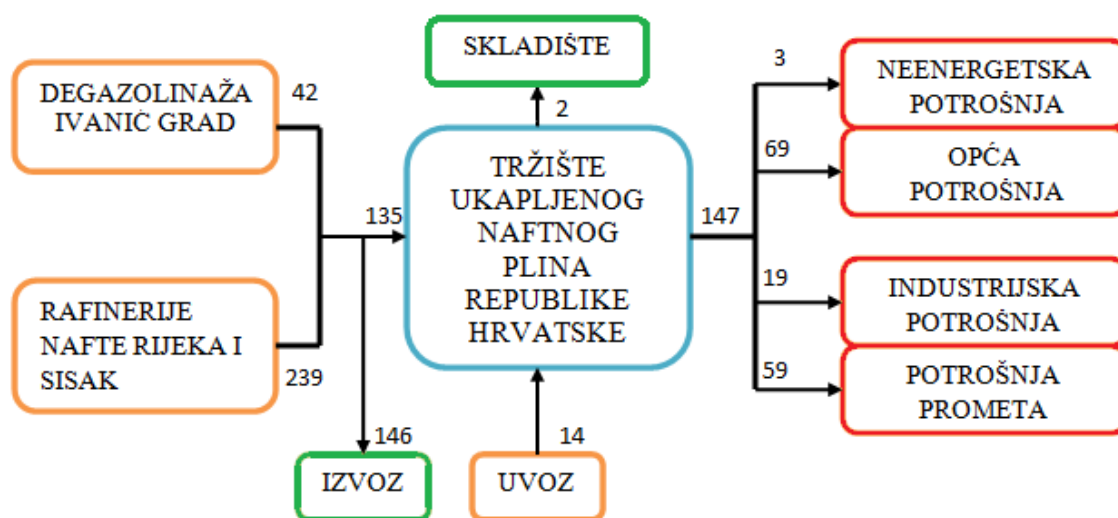 SKLADIŠTE
2
DEGAZOLINAŽA
IVANIĆ GRAD
42
RAFINERIJE
NAFTE RIJEKA I
SISAK
239
135
146
IZVOZ
TRŽIŠTE
UKAPLJENOG
NAFTNOG
PLINA
REPUBLIKE
HRVATSKE
14
UVOZ
147
3
NEENERGETSKA
POTROŠNJA
69
OPĆA
POTROŠNJA
19
INDUSTRIJSKA
POTROŠNJA
59
POTROŠNJA
PROMETA